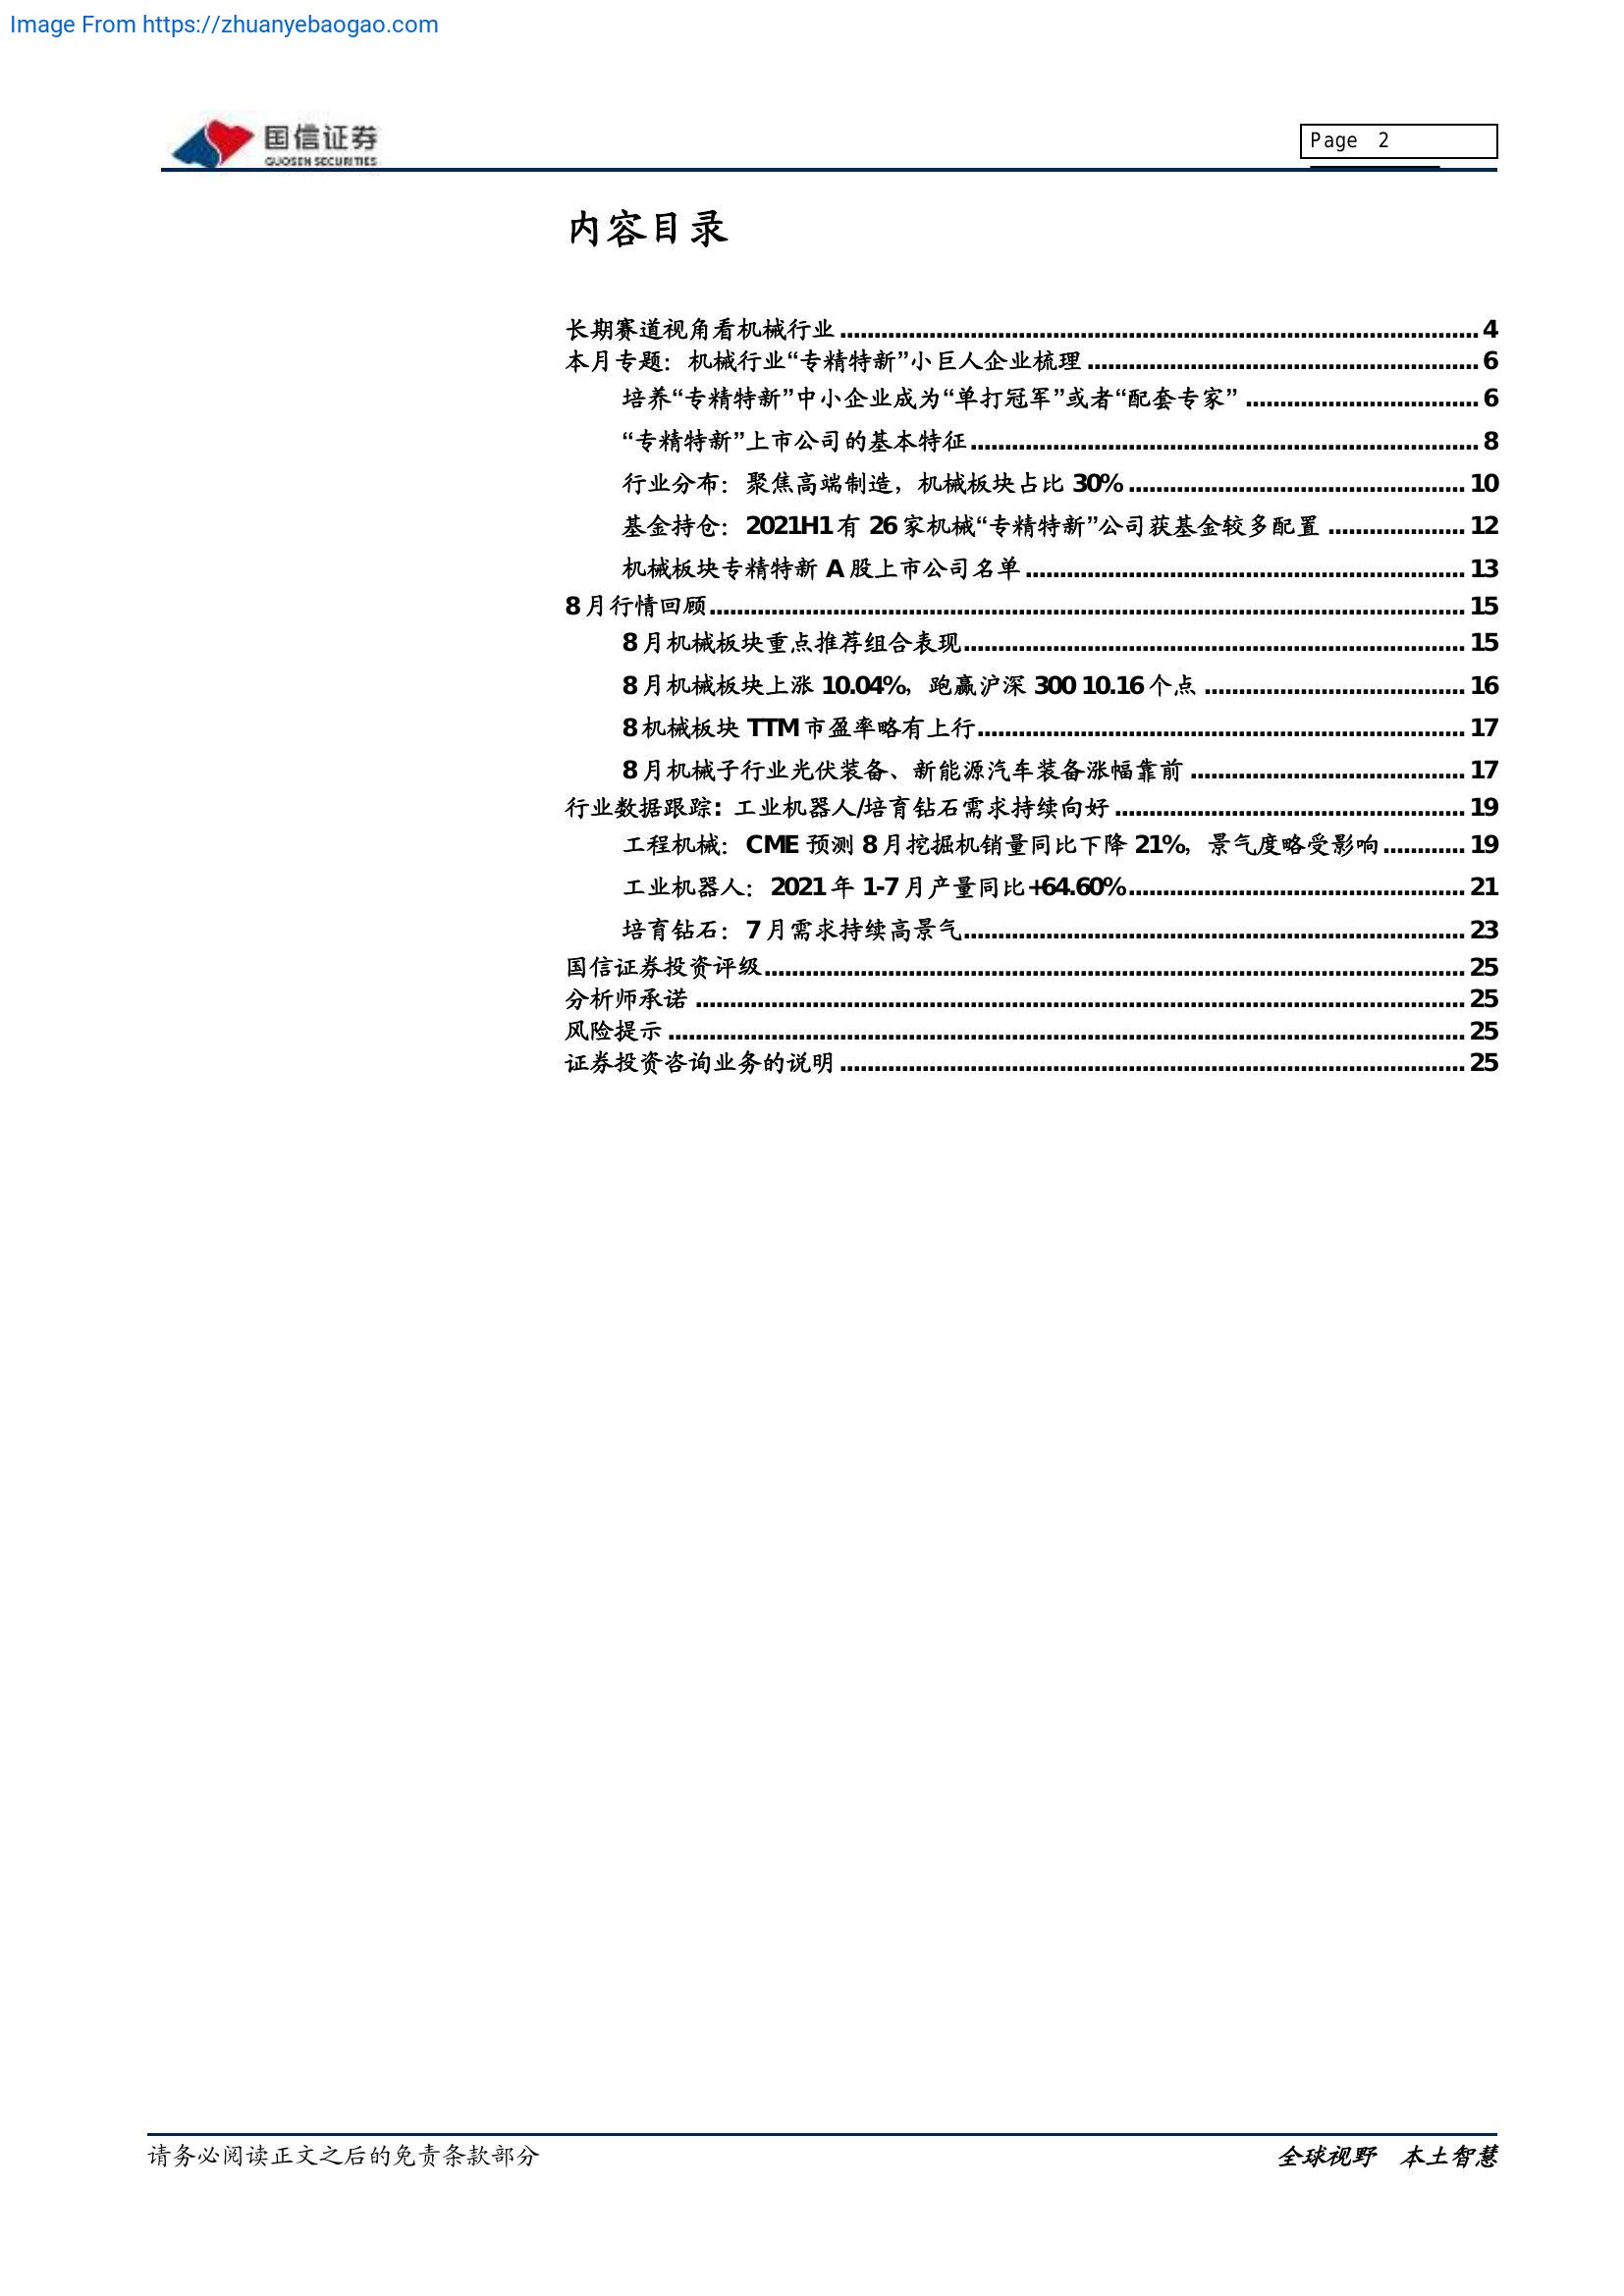 Image From https://zhuanyebaogao.com
国信证券
GUOSEN SECURITIES
Page 2
内容目录
长期赛道视角看机械行业 4
本月专题：机械行业“专精特新”小巨人企业梳理 6
培养“专精特新”中小企业成为“单打冠军”或者“配套专家” 6
“专精特新”上市公司的基本特征 8
行业分布：聚焦高端制造，机械板块占比 30% 10
基金持仓：2021H1 有 26 家机械“专精特新”公司获基金较多配置 12
机械板块专精特新 A 股上市公司名单 13
8 月行情回顾 15
8 月机械板块重点推荐组合表现 15
8 月机械板块上涨 10.04%，跑赢沪深 300 10.16 个点 16
8 机械板块 TTM 市盈率略有上行 17
8 月机械子行业光伏装备、新能源汽车装备涨幅靠前 17
行业数据跟踪：工业机器人/培育钻石需求持续向好 19
工程机械：CME 预测 8 月挖掘机销量同比下降 21%，景气度略受影响 19
工业机器人：2021 年 1-7 月产量同比+64.60% 21
培育钻石：7 月需求持续高景气 23
国信证券投资评级 25
分析师承诺 25
风险提示 25
证券投资咨询业务的说明 25
请务必阅读正文之后的免责条款部分
全球视野 本土智慧